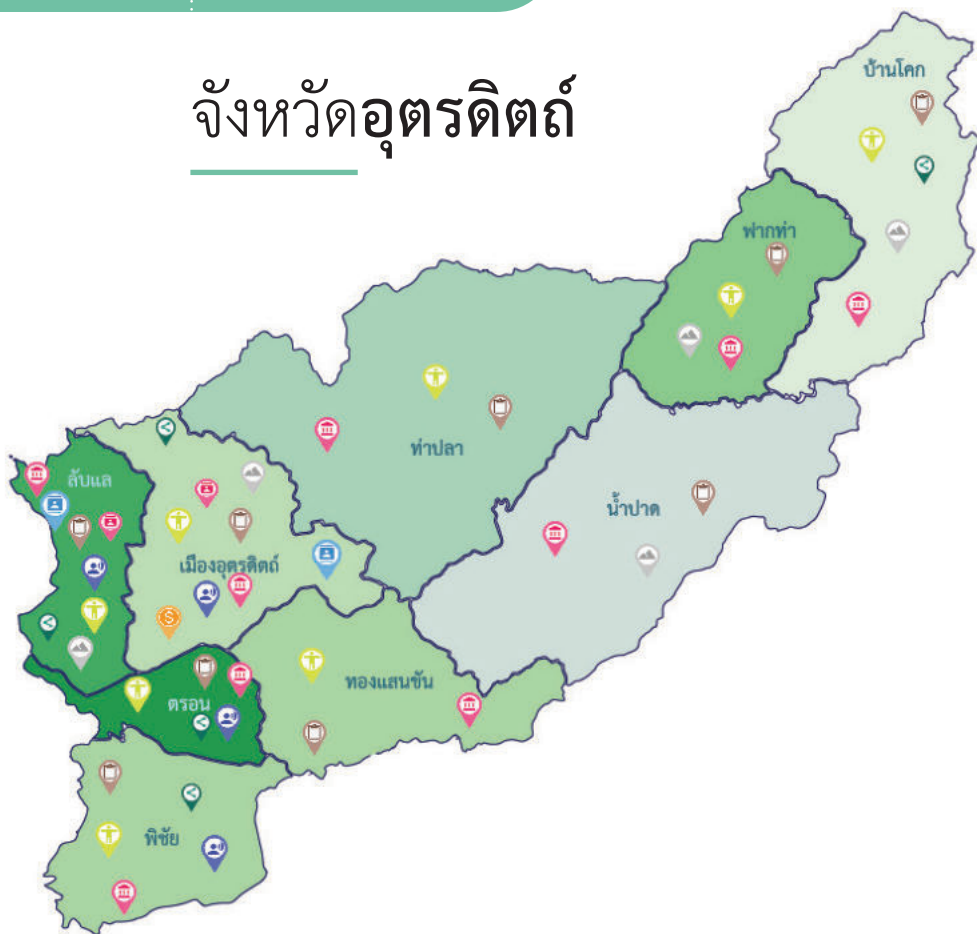 จังหวัดอุตรดิตถ์
บ้านโคก
ฟากท่า
ท่าปลา
ลับแล
น้ำปาด
เมืองอุตรดิตถ์
ทองแสนขัน
ตรอน
พิชัย